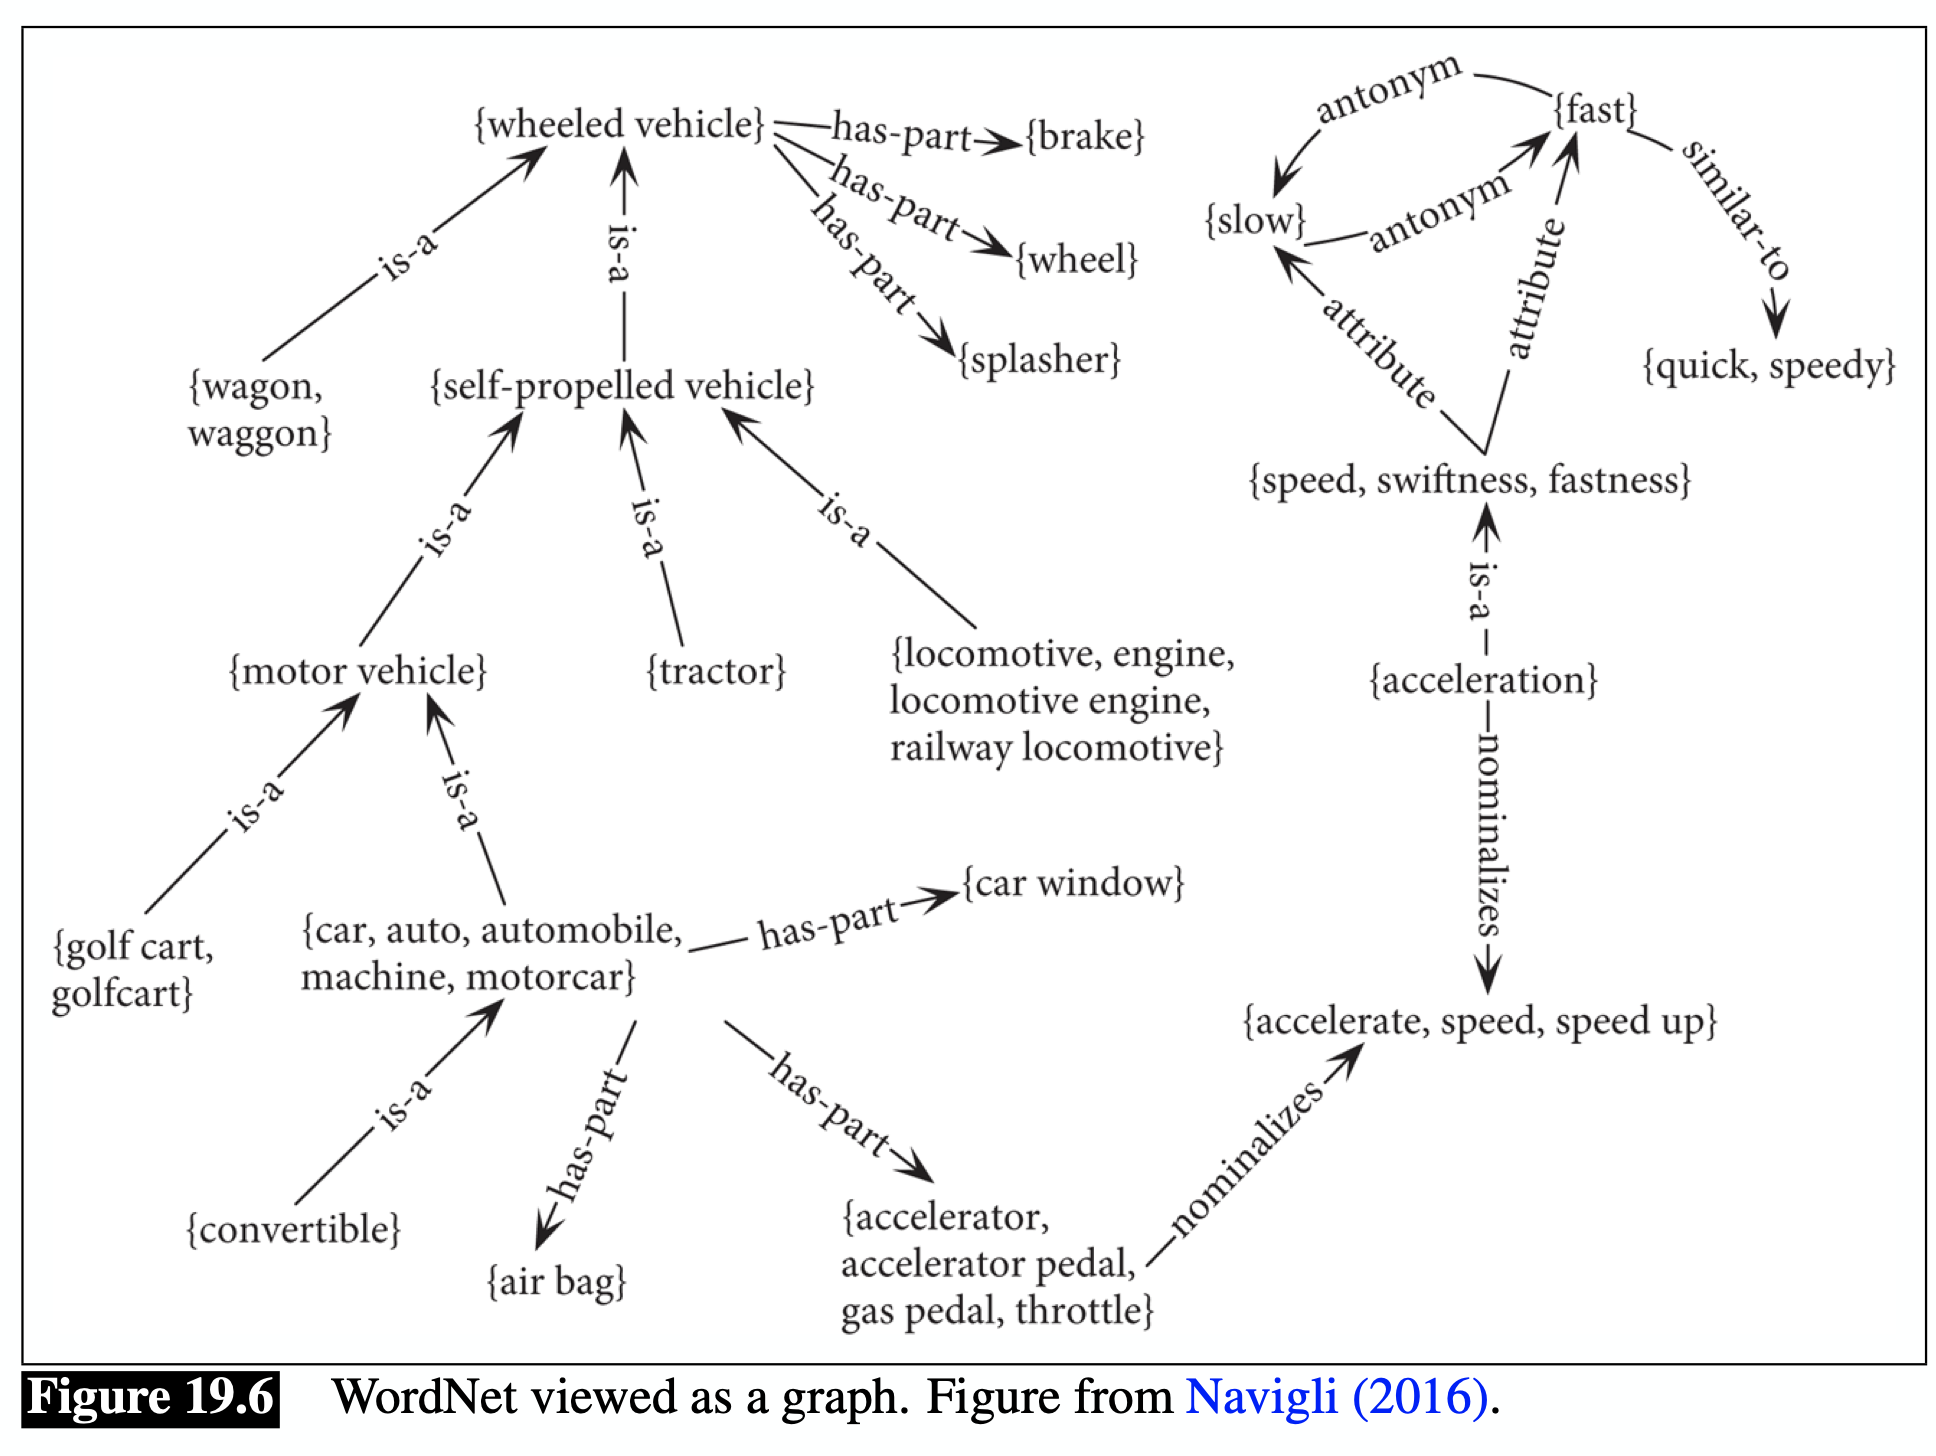 antonym
{fast}
{wheeled vehicle}
has-part
{brake}
similar-to
has-part
antonym
{slow}
has-part
{wheel}
is-a
is-a
attribute
attribute
{splasher}
{quick, speedy}
{wagon,
waggon}
{self-propelled vehicle}
{speed, swiftness, fastness}
is-a
is-a
is-a
is-a
{motor vehicle}
{tractor}
{locomotive, engine,
locomotive engine,
railway locomotive}
{acceleration}
is-a
is-a
nominalizes
{car window}
has-part
{golf cart,
golfcart}
{car, auto, automobile,
machine, motorcar}
{accelerate, speed, speed up}
is-a
has-part
has-part
nominalizes
{convertible}
{air bag}
{accelerator,
accelerator pedal,
gas pedal, throttle}
Figure 19.6 WordNet viewed as a graph. Figure from Navigli (2016).